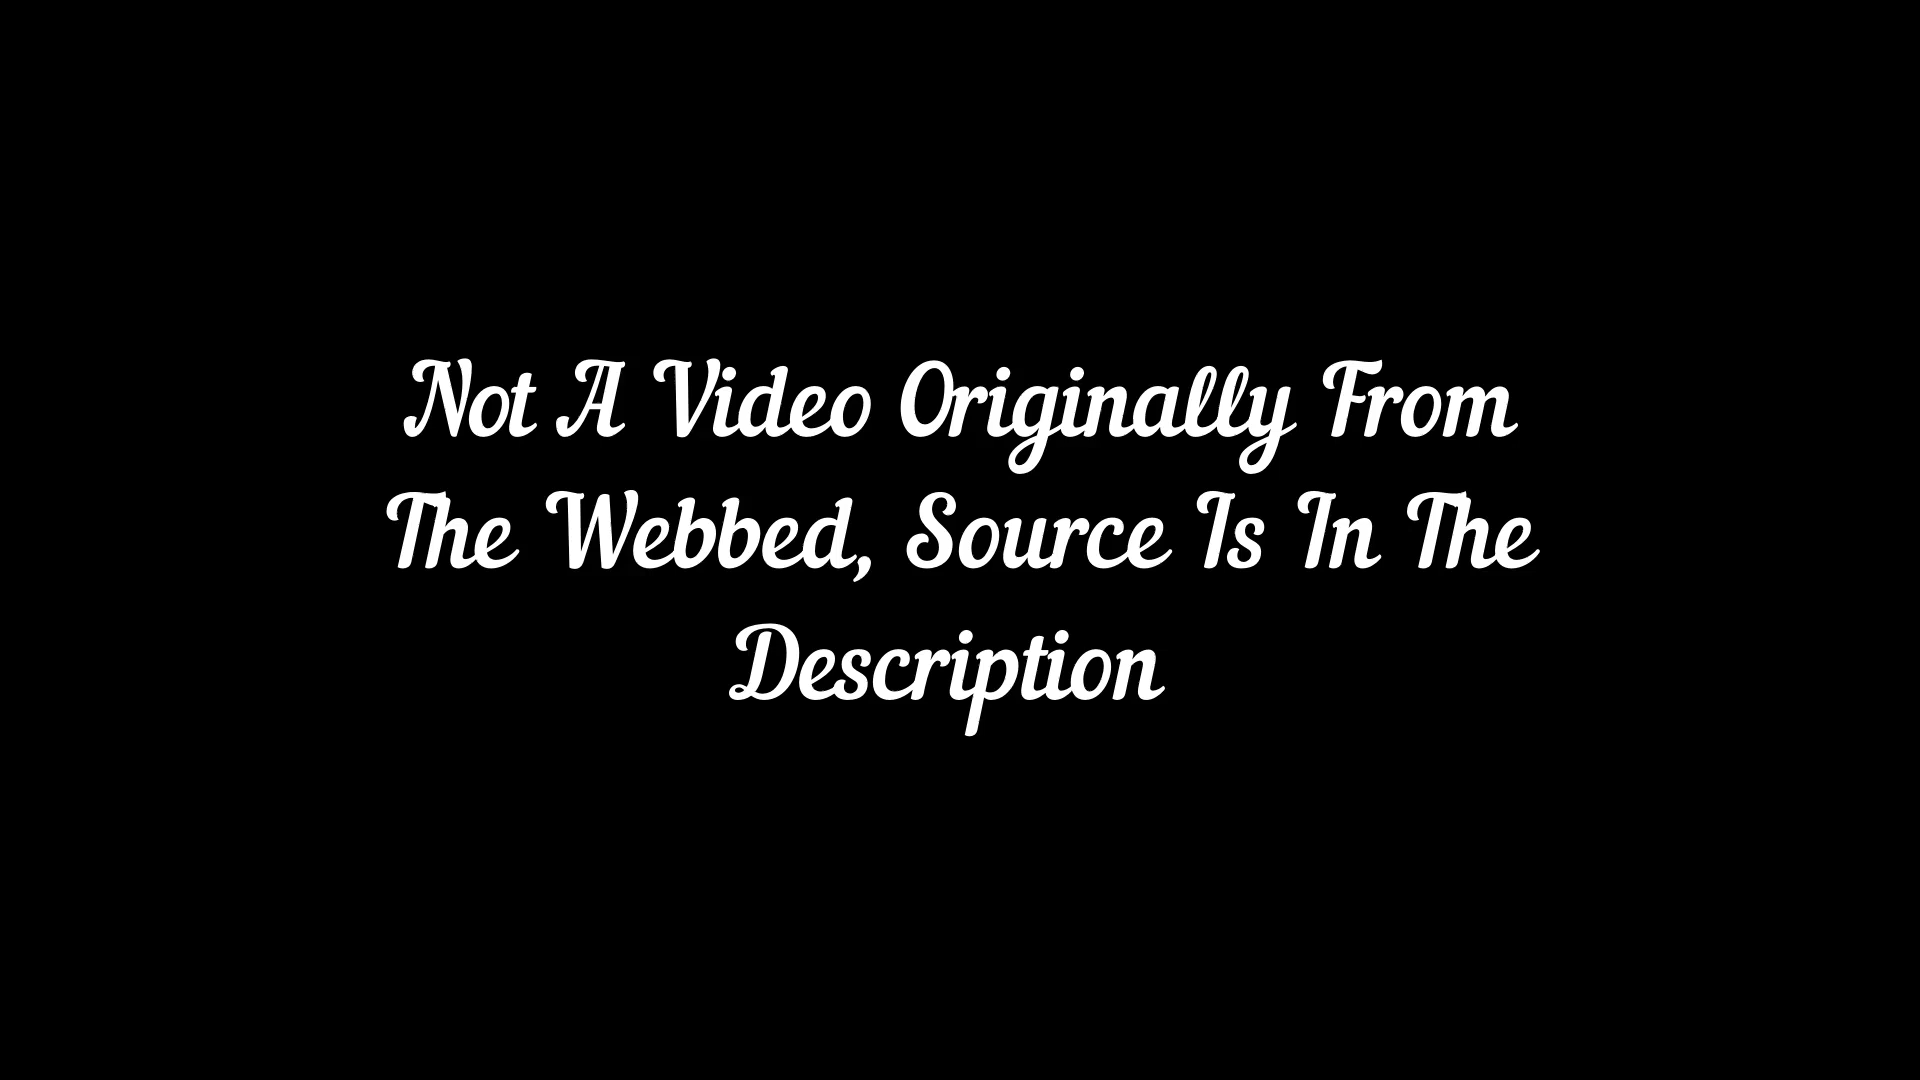 Not A Video Originally From
The Webbed, Source Is In The
Description